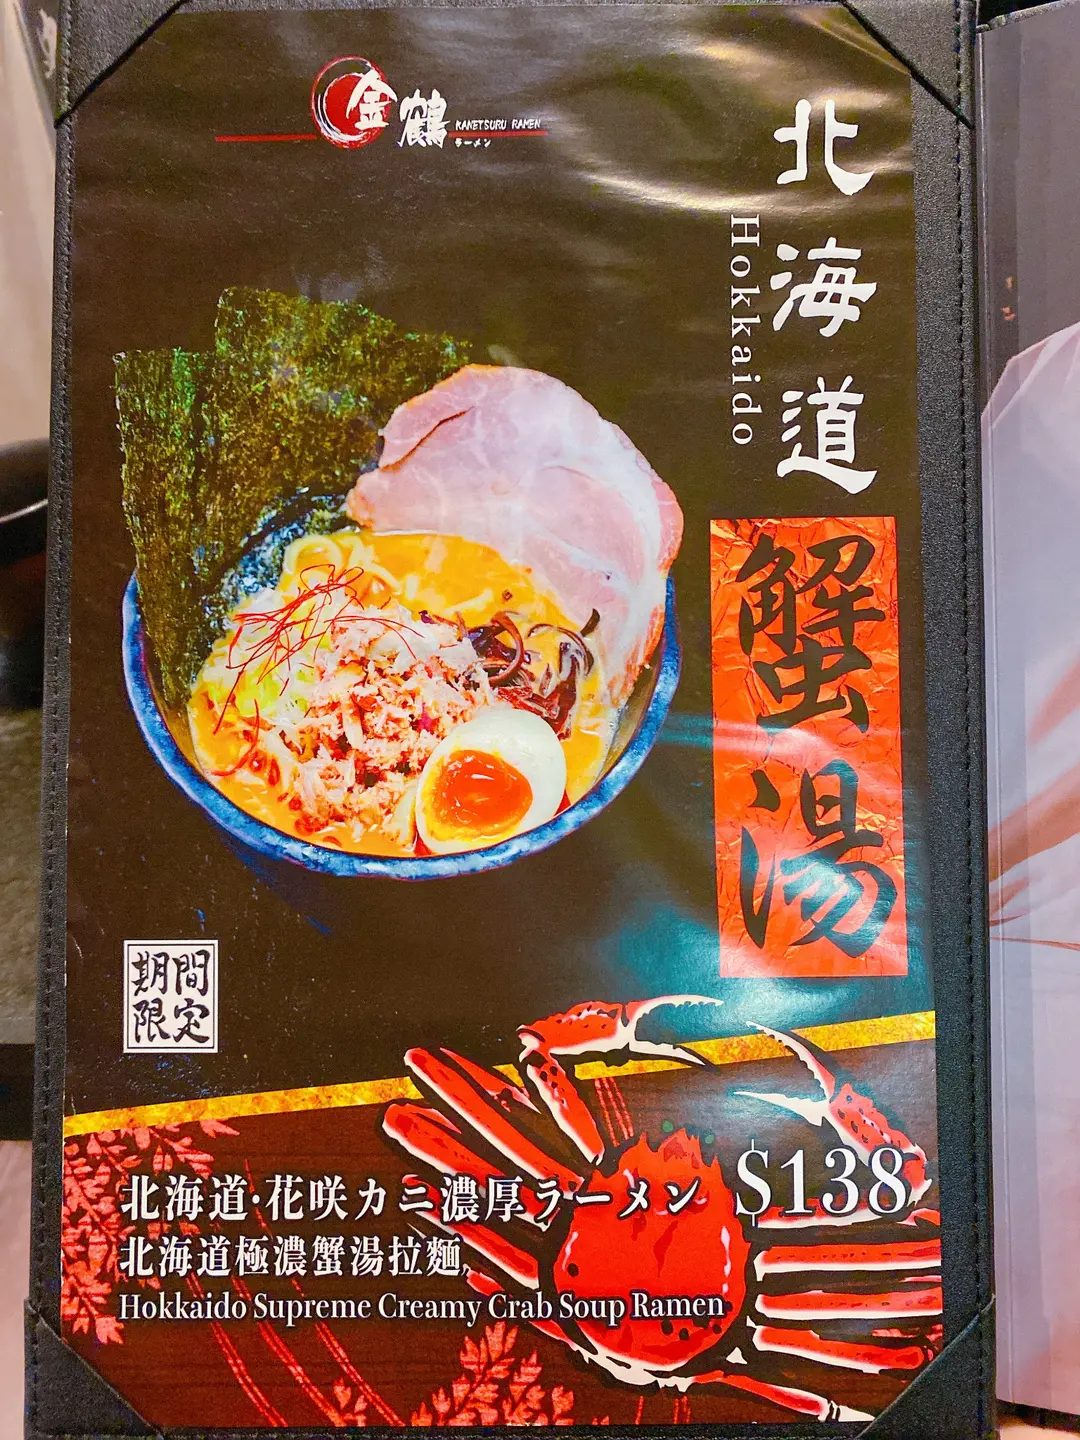 金鶴
KANETSURU RAMEN
ラーメン
北海道
Hokkaido
蟹湯
期間
限定
北海道・花咲カニ濃厚ラーメン $138
北海道極濃蟹湯拉麵
Hokkaido Supreme Creamy Crab Soup Ramen